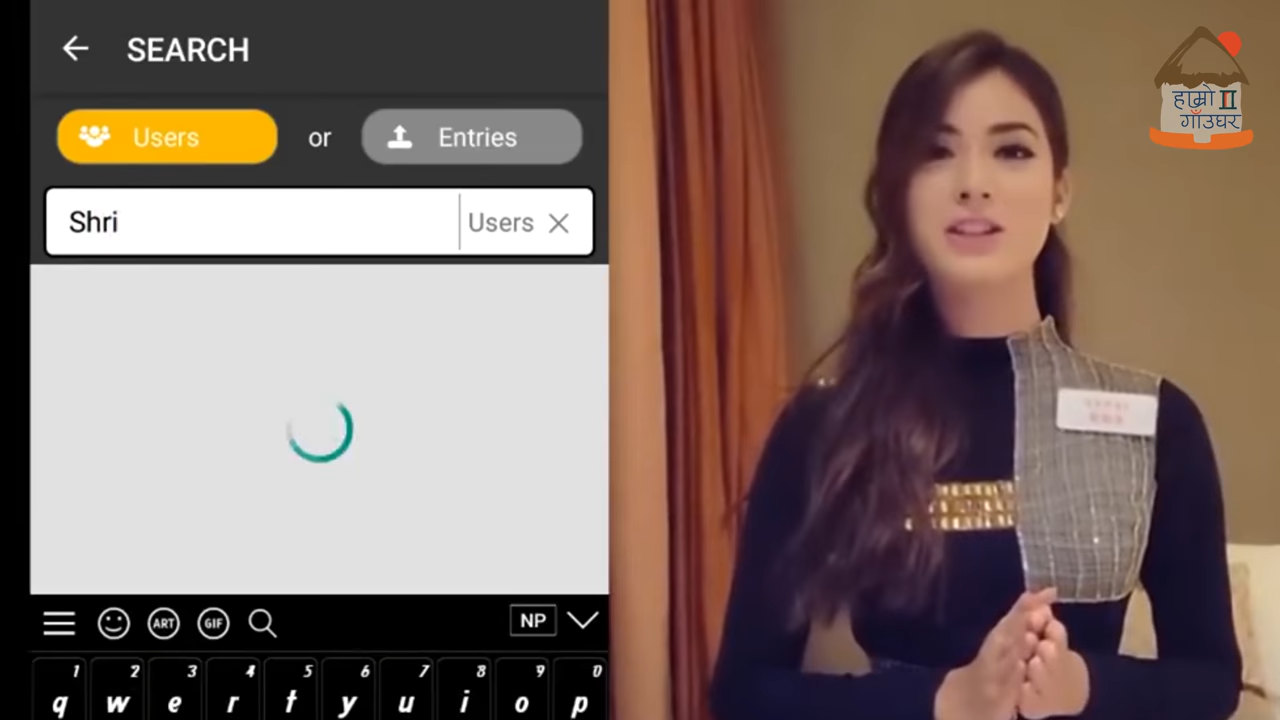 SEARCH
Users or Entries
Shri Users
ART GIF NP
1 2 3 4 5 6 7 8 9 0
q w e r t y u i o p
हाम्रो
गाँउघर